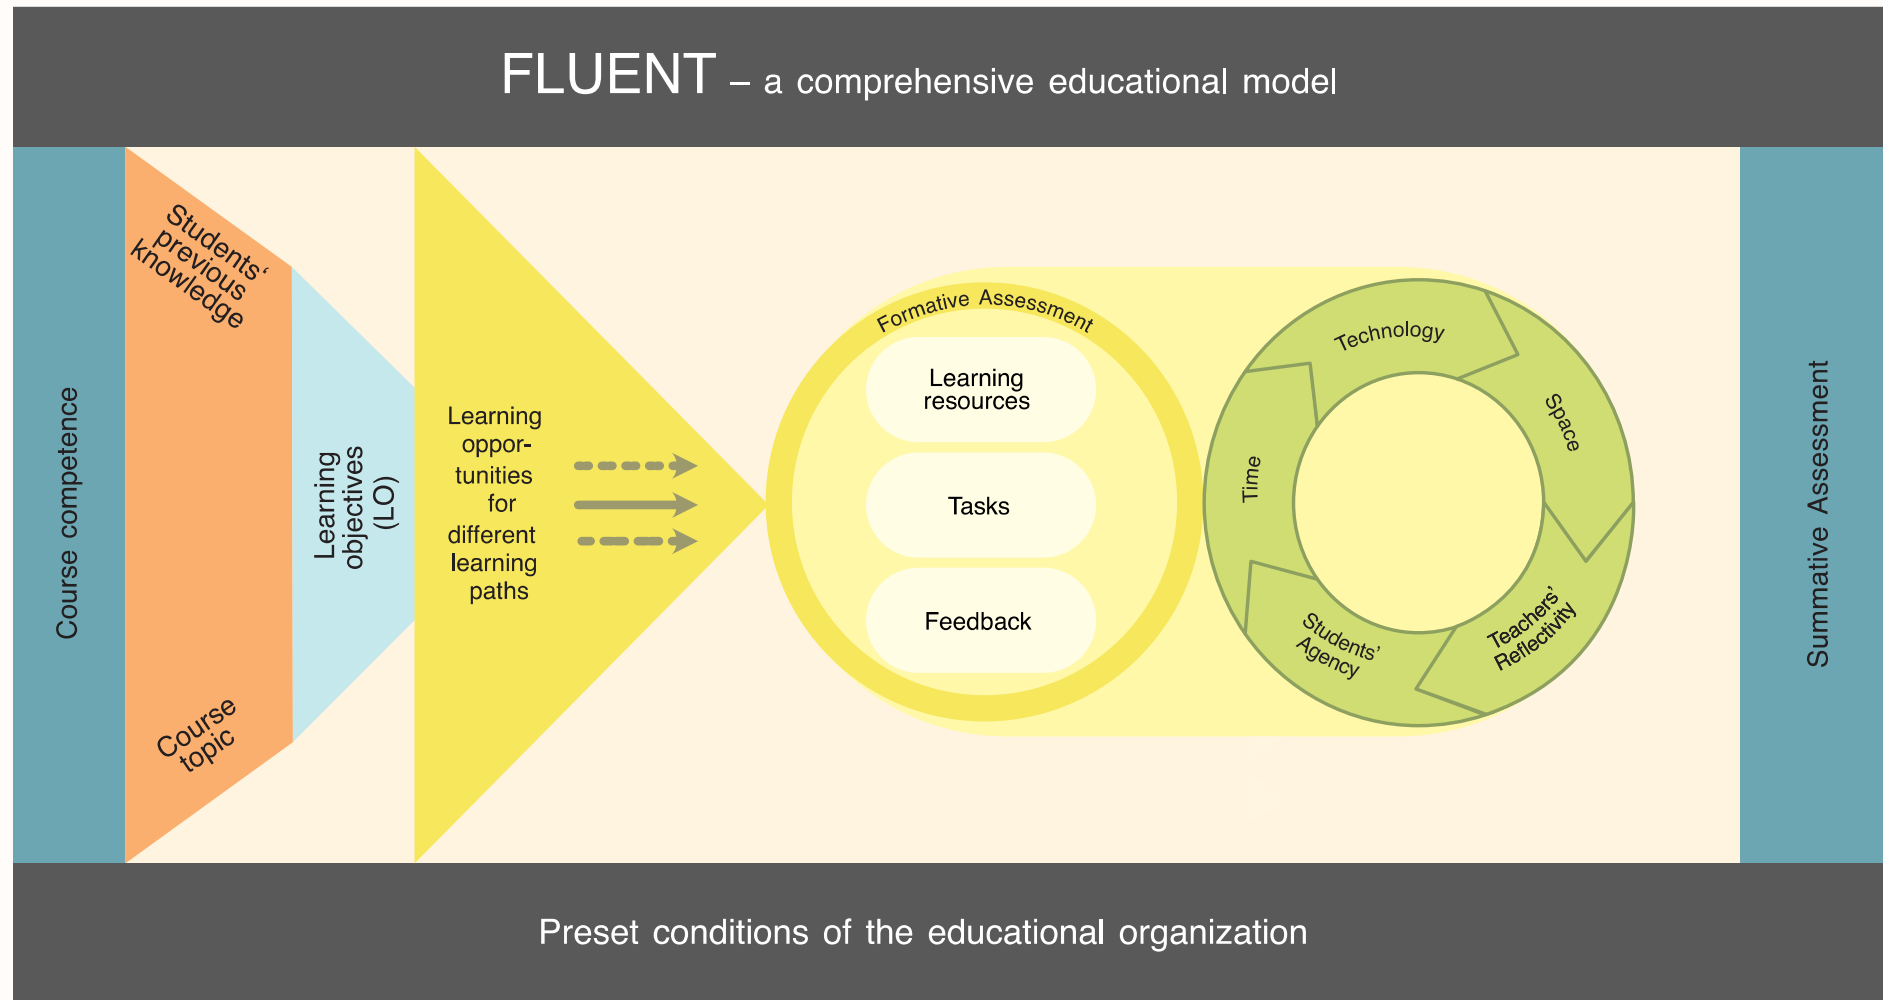 FLUENT – a comprehensive educational model
Course competence
Students‘
previous
knowledge
Course
topic
Learning
objectives
(LO)
Learning
oppor-
tunities
for
different
learning
paths
Formative Assessment
Learning
resources
Tasks
Feedback
Technology
Space
Teachers’
Reflectivity
Students’
Agency
Time
Summative Assessment
Preset conditions of the educational organization